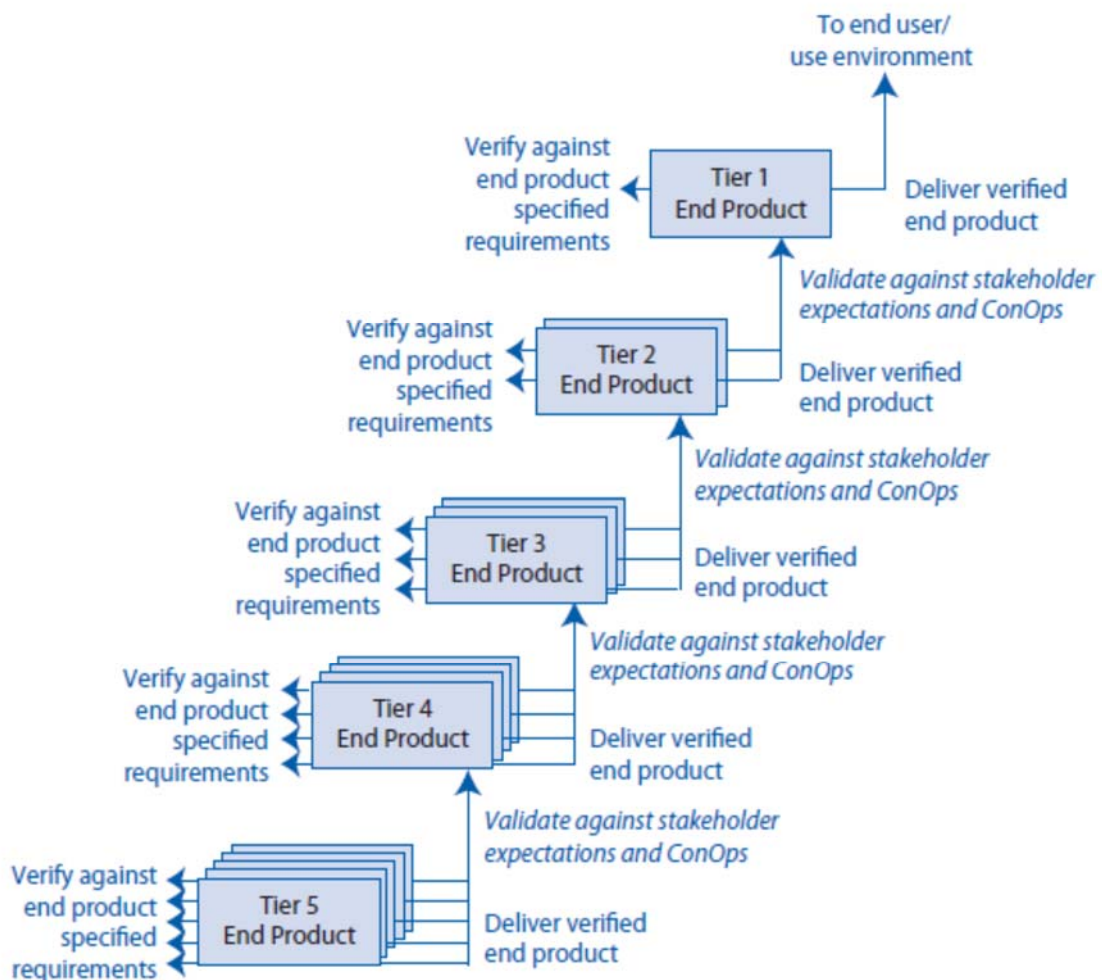 To end user/
use environment
Verify against
end product
specified
requirements
Tier 1
End Product
Deliver verified
end product
Validate against stakeholder
expectations and ConOps
Verify against
end product
specified
requirements
Tier 2
End Product
Deliver verified
end product
Validate against stakeholder
expectations and ConOps
Verify against
end product
specified
requirements
Tier 3
End Product
Deliver verified
end product
Validate against stakeholder
expectations and ConOps
Verify against
end product
specified
requirements
Tier 4
End Product
Deliver verified
end product
Validate against stakeholder
expectations and ConOps
Verify against
end product
specified
requirements
Tier 5
End Product
Deliver verified
end product